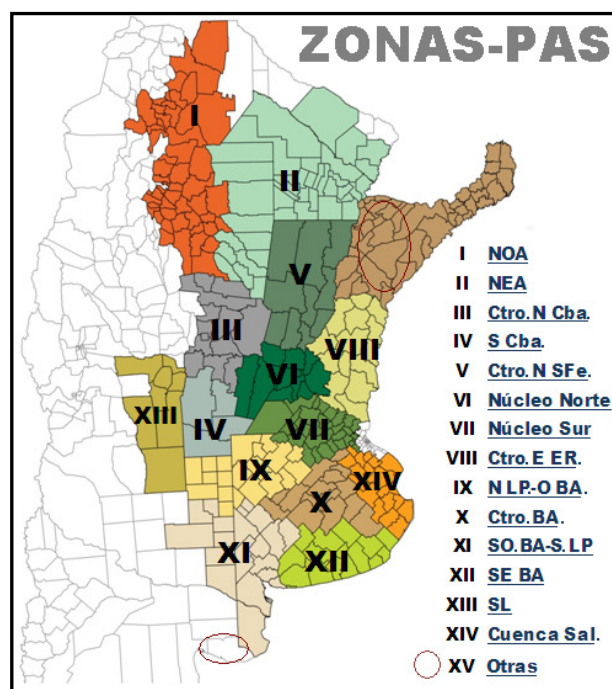 ZONAS-PAS
I
II
V
III
VIII
VI
XIII
IV
VII
IX
XIV
X
XI
XII
I NOA
II NEA
III Ctro.N Cba.
IV S Cba.
V Ctro.N SFe.
VI Núcleo Norte
VII Núcleo Sur
VIII Ctro.E ER.
IX N LP.-O BA.
X Ctro.BA.
XI SO.BA-S.LP
XII SE BA
XIII SL
XIV Cuenca Sal.
XV Otras